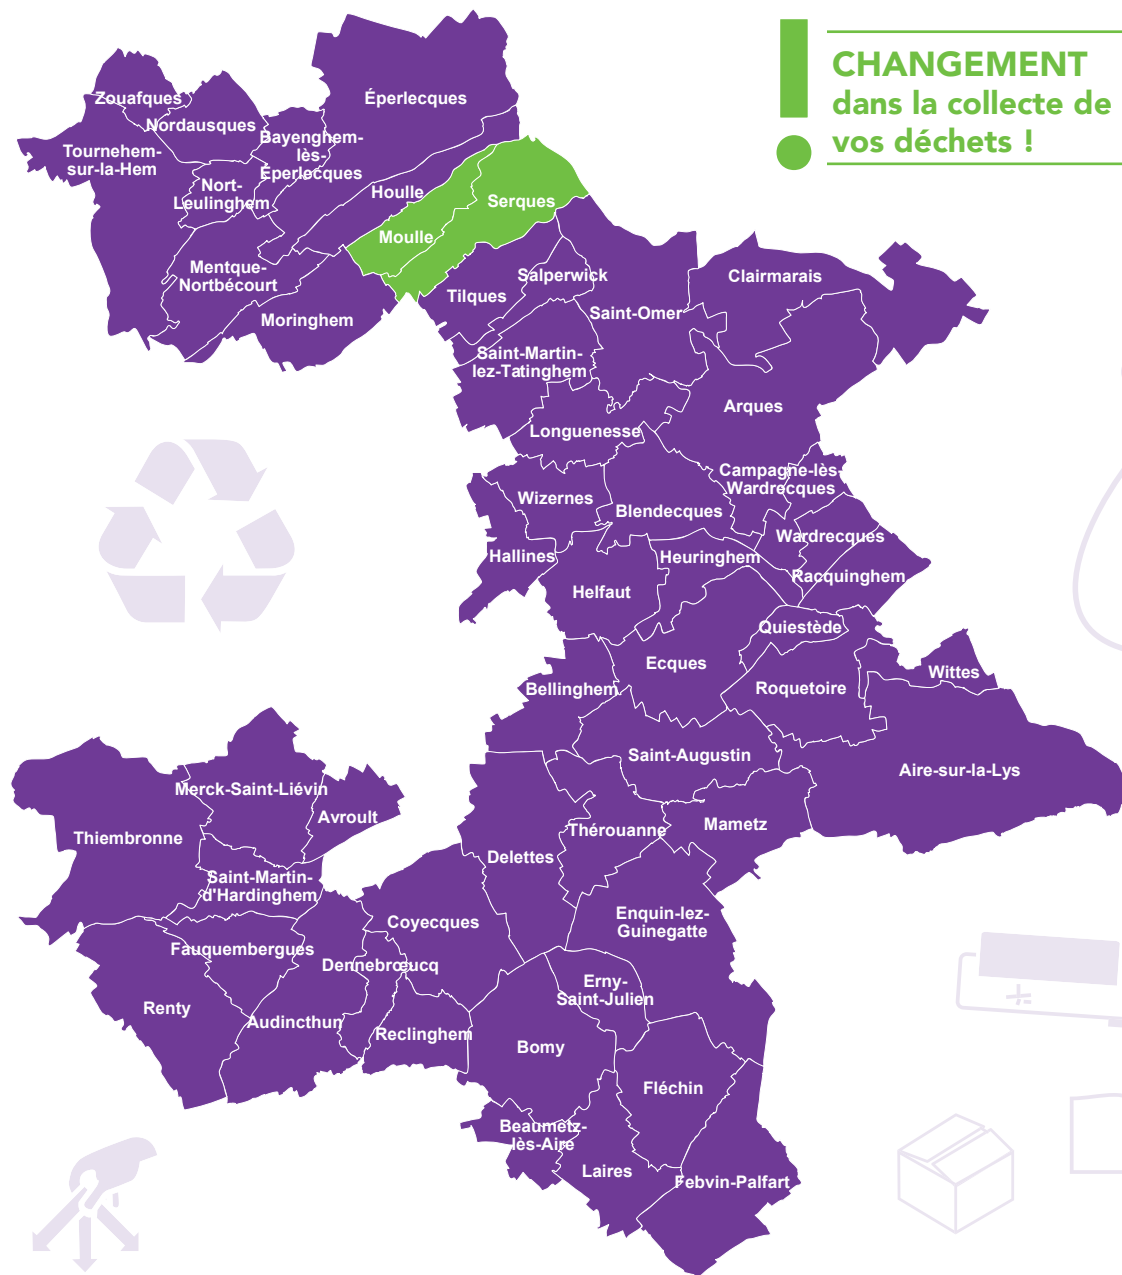 CHANGEMENT
dans la collecte de
vos déchets !
Éperlecques
Zouafques
Nordausques
Bayenghem-
lès-
Éperlocques
Tournehem-
sur-la-Hem
Nort-
Leulinghem
Houlle
Serques
Moulle
Mentque-
Nortbécourt
Salperwick
Clairmarais
Tilques
Saint-Omer
Moringhem
Saint-Martin-
lez-Tatinghem
Arques
Longuenesse
Campagne-lès-
Wardrecques
Wizernes
Blendecques
Wardrecques
Hallines
Heuringhem
Racquinghem
Helfaut
Quiestède
Ecques
Wittes
Bellinghem
Roquetoire
Saint-Augustin
Aire-sur-la-Lys
Merck-Saint-Liévin
Avroult
Thiembronne
Thérouanne
Mametz
Delettes
Saint-Martin-
d'Hardinghem
Coyecques
Enquin-lez-
Guinegatte
Fauquembergues
Dennebrœucq
Erny-
Saint-Julien
Renty
Audincthun
Reclinghem
Bomy
Fléchin
Beaumetz-
lès-Aire
Laires
Febvin-Palfart